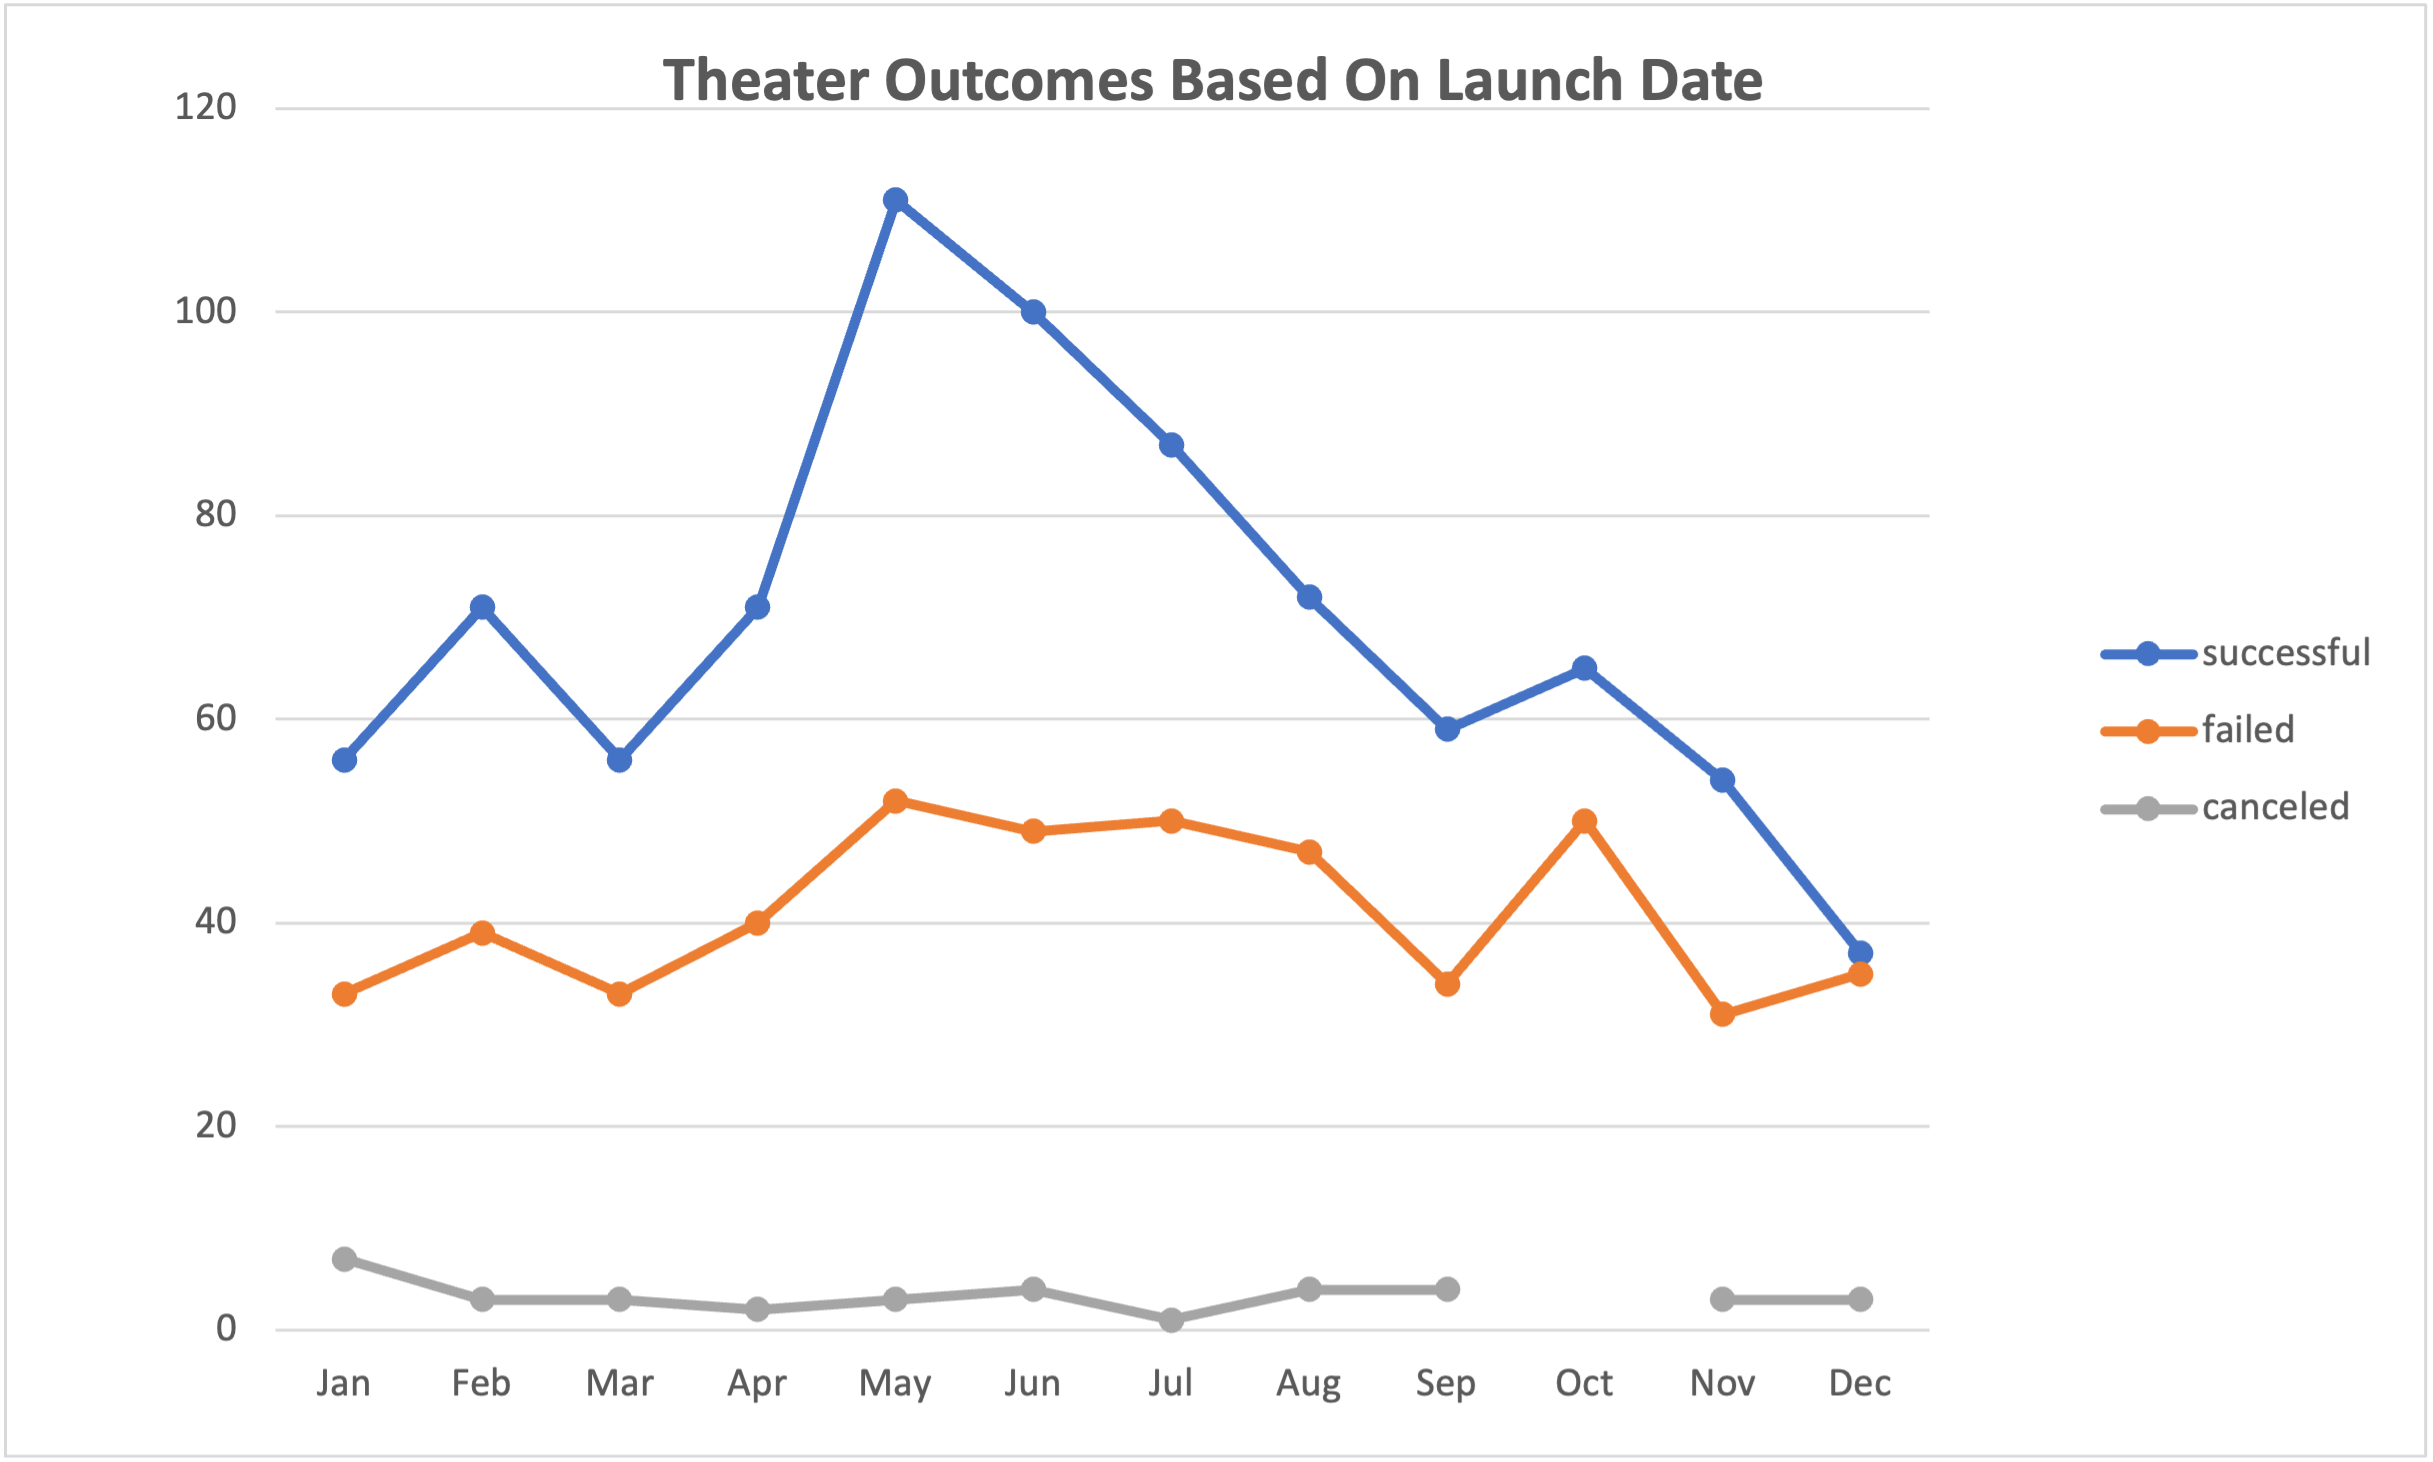 Theater Outcomes Based On Launch Date
120
100
80
60
40
20
0
Jan Feb Mar Apr May Jun Jul Aug Sep Oct Nov Dec
successful
failed
canceled